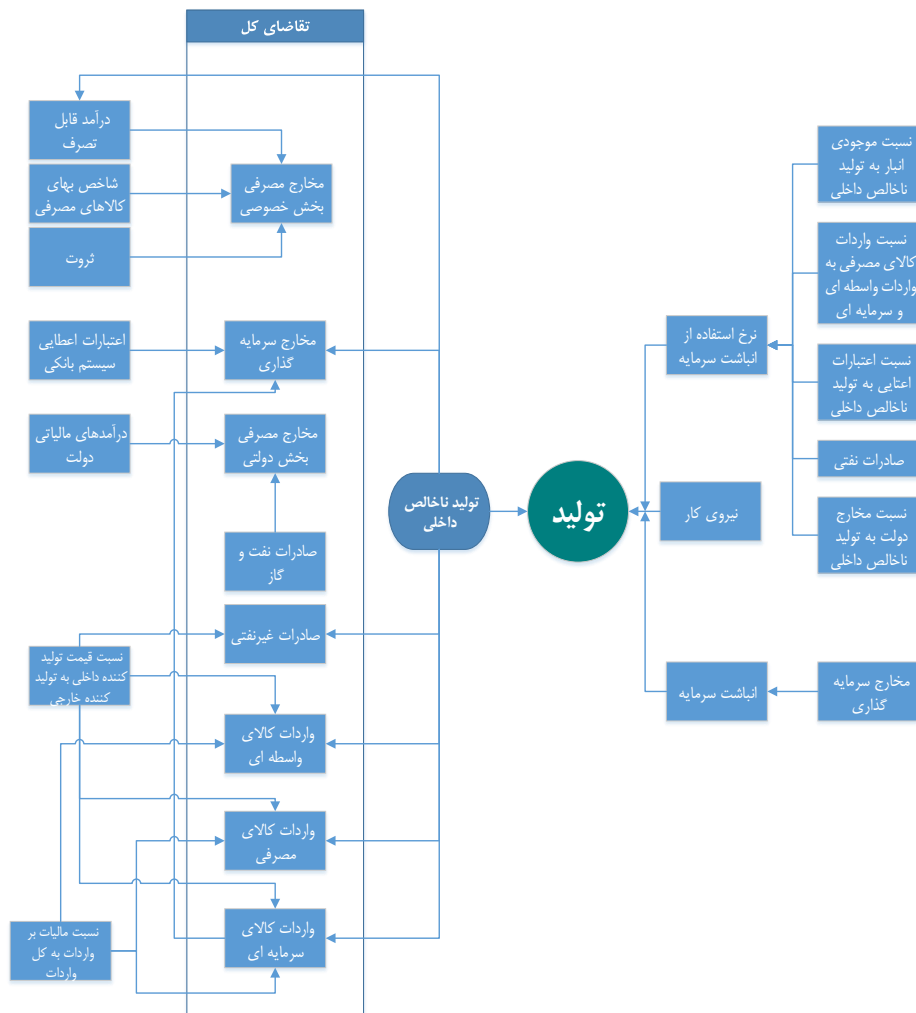 تقاضای کل
درآمد قابل
تصرف
شاخص بهای
کالاهای مصرفی
ثروت
مخارج مصرفی
بخش خصوصی
اعتبارات اعطایی
سیستم بانکی
مخارج سرمایه
گذاری
درآمدهای مالیاتی
دولت
مخارج مصرفی
بخش دولتی
صادرات نفت و
گاز
صادرات غیرنفتی
نسبت قیمت تولید
کننده داخلی به تولید
کننده خارجی
واردات کالای
واسطه ای
واردات کالای
مصرفی
واردات کالای
سرمایه ای
نسبت مالیات بر
واردات به کل
واردات
تولید ناخالص
داخلی
تولید
نرخ استفاده از
انباشت سرمایه
نیروی کار
انباشت سرمایه
نسبت موجودی
انبار به تولید
ناخالص داخلی
نسبت واردات
کالای مصرفی به
واردات واسطه ای
و سرمایه ای
نسبت اعتبارات
اعتایی به تولید
ناخالص داخلی
صادرات نفتی
نسبت مخارج
دولت به تولید
ناخالص داخلی
مخارج سرمایه
گذاری